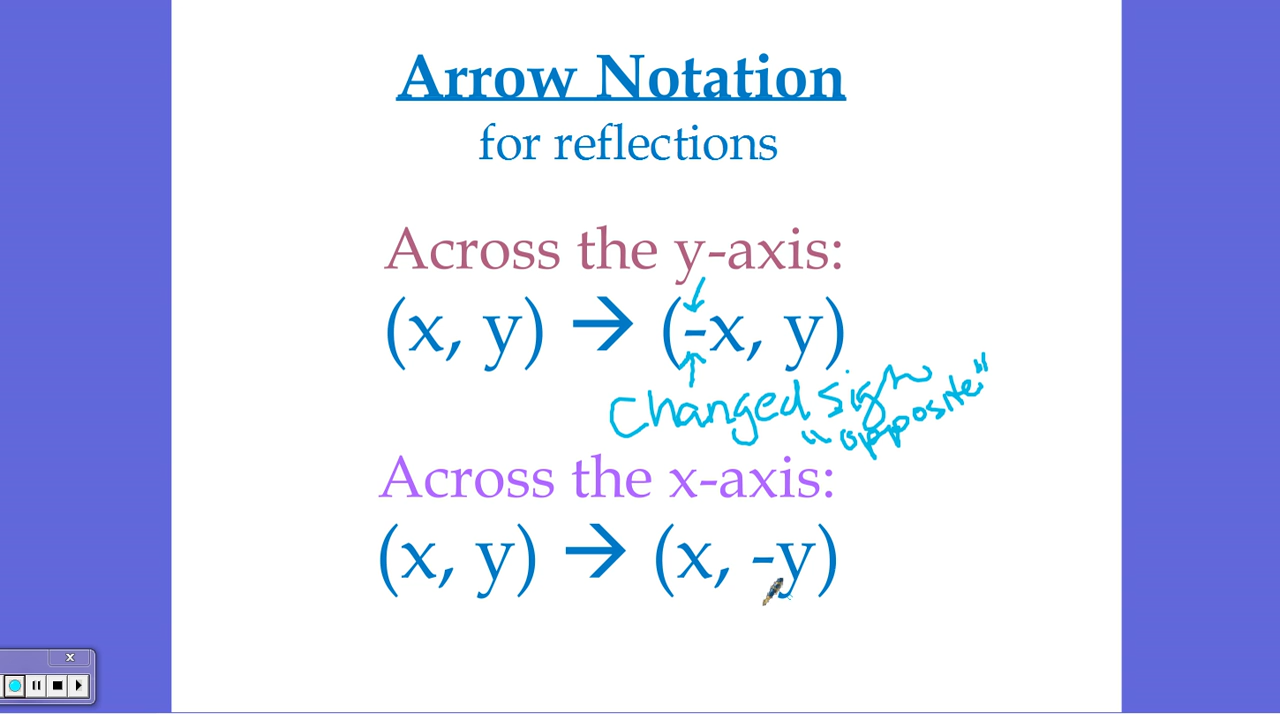 Arrow Notation
for reflections
Across the y-axis:
(x, y) → (-x, y)
Changed sign
"opposite"
Across the x-axis:
(x, y) → (x, -y)
x